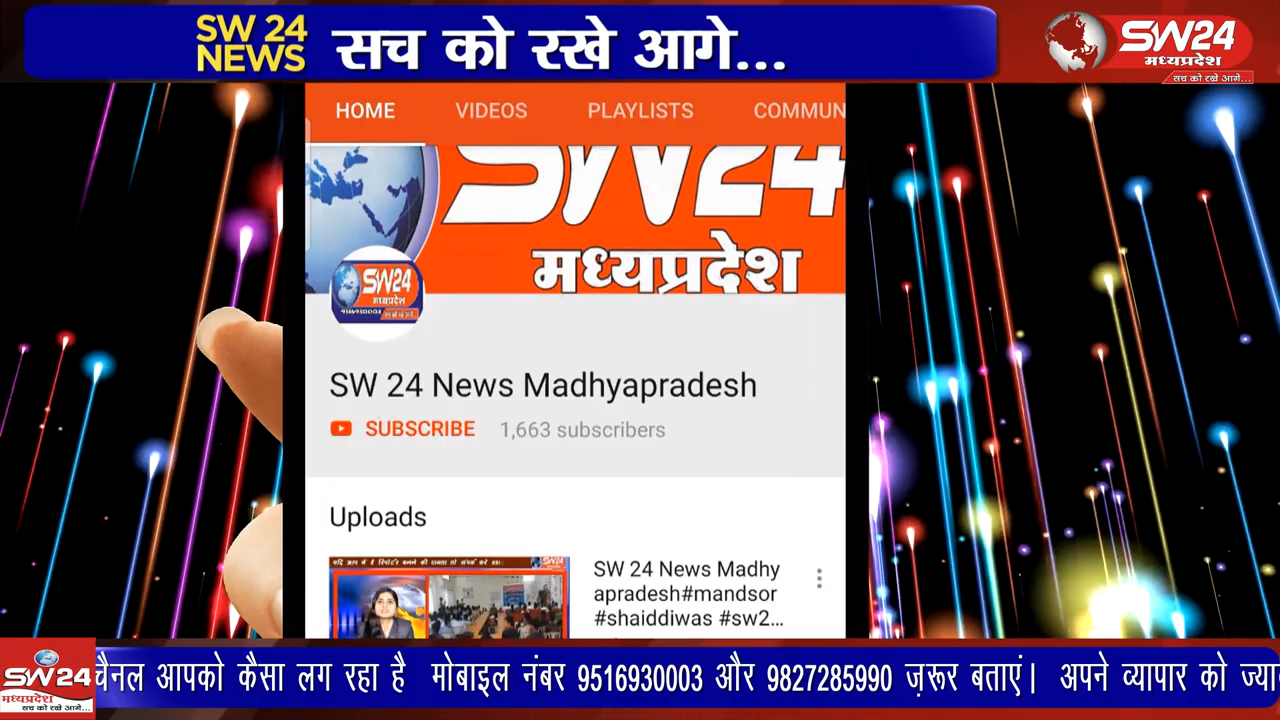 SW 24
NEWS
सच को रखे आगे...
SW24
मध्यप्रदेश
सच को रखे आगे...
HOME VIDEOS PLAYLISTS COMMUN
SW24
मध्यप्रदेश
SW24
मध्यप्रदेश
9516930003
SW 24 News Madhyapradesh
SUBSCRIBE 1,663 subscribers
Uploads
SW 24 News Madhy
apradesh#mandsor
#shaiddiwas #sw2...
SW24
मध्यप्रदेश
सच को रखे आगे...
चैनल आपको कैसा लग रहा है मोबाइल नंबर 9516930003 और 9827285990 ज़रूर बताएं। अपने व्यापार को ज्या